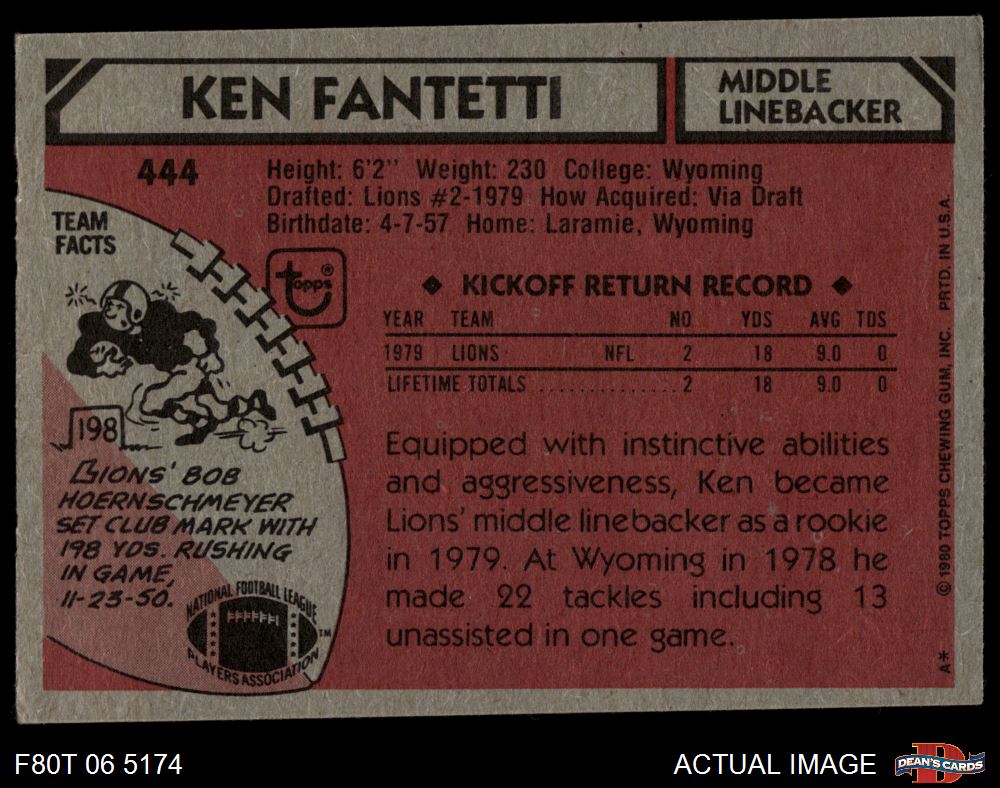 KEN FANTETTI
MIDDLE
LINEBACKER
444
Height: 6'2" Weight: 230 College: Wyoming
Drafted: Lions #2-1979 How Acquired: Via Draft
Birthdate: 4-7-57 Home: Laramie, Wyoming
TEAM
FACTS
topps®
◆ KICKOFF RETURN RECORD ◆
YEAR TEAM NO YDS AVG TDS
1979 LIONS NFL 2 18 9.0 0
LIFETIME TOTALS .............. 2 18 9.0 0
198
LIONS' BOB
HOERNSCHMEYER
SET CLUB MARK WITH
198 YDS. RUSHING
IN GAME,
11-23-50.
NATIONAL FOOTBALL LEAGUE
PLAYERS ASSOCIATION
TM
Equipped with instinctive abilities
and aggressiveness, Ken became
Lions' middle linebacker as a rookie
in 1979. At Wyoming in 1978 he
made 22 tackles including 13
unassisted in one game.
A* © 1980 TOPPS CHEWING GUM, INC. PRTD. IN U.S.A.
F80T 06 5174
ACTUAL IMAGE
DEAN'S CARDS